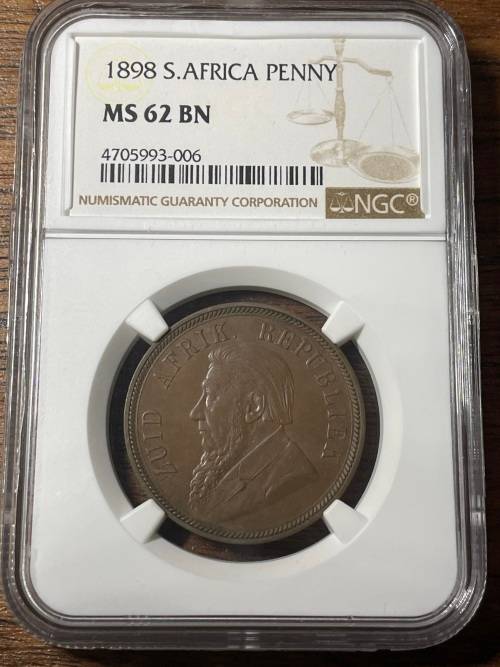 1898 S.AFRICA PENNY
MS 62 BN
4705993-006
NUMISMATIC GUARANTY CORPORATION
NGC®
ZUID AFRIK. REPUBLIEK